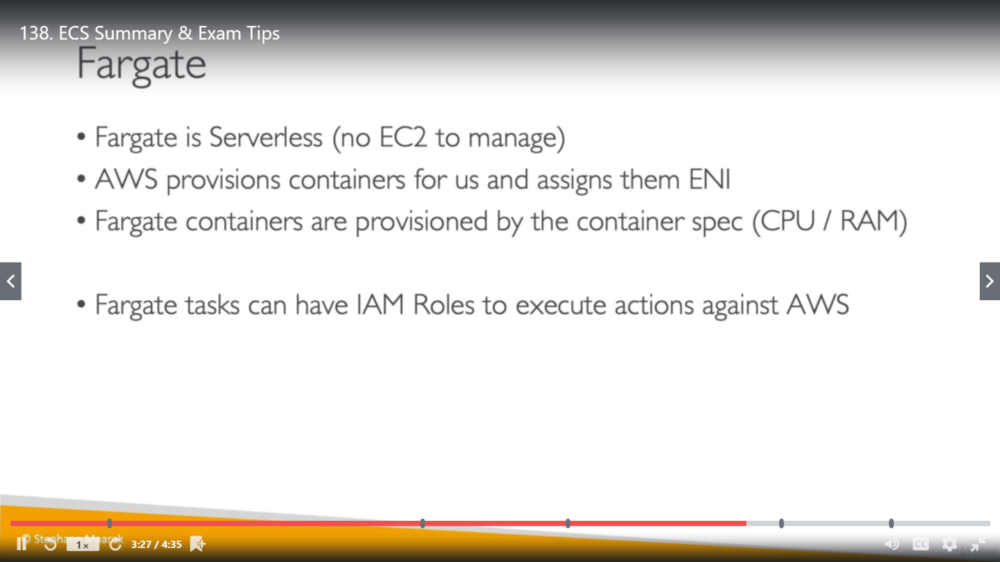 138. ECS Summary & Exam Tips
Fargate
• Fargate is Serverless (no EC2 to manage)
• AWS provisions containers for us and assigns them ENI
• Fargate containers are provisioned by the container spec (CPU / RAM)
• Fargate tasks can have IAM Roles to execute actions against AWS
© Stephane Maarek
1x
3:27 / 4:35
CC